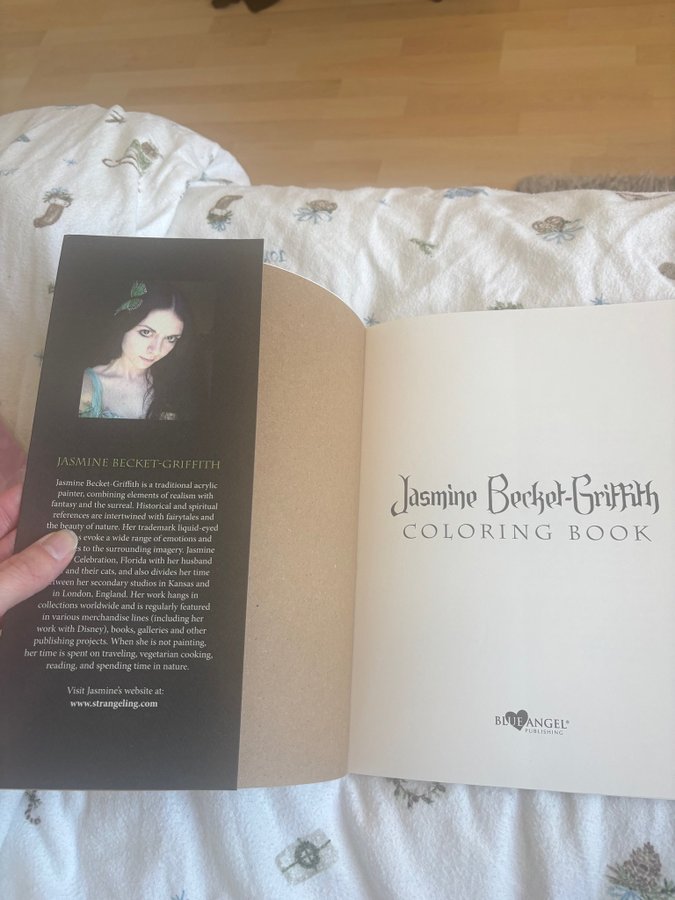 JASMINE BECKET-GRIFFITH
Jasmine Becket-Griffith is a traditional acrylic
painter, combining elements of realism with
fantasy and the surreal. Historical and spiritual
references are intertwined with fairytales and
the beauty of nature. Her trademark liquid-eyed
evoke a wide range of emotions and
to the surrounding imagery. Jasmine
Celebration, Florida with her husband
and their cats, and also divides her time
between her secondary studios in Kansas and
in London, England. Her work hangs in
collections worldwide and is regularly featured
in various merchandise lines (including her
work with Disney), books, galleries and other
publishing projects. When she is not painting,
her time is spent on traveling, vegetarian cooking,
reading, and spending time in nature.
Visit Jasmine's website at:
www.strangeling.com
Jasmine Becket-Griffith
COLORING BOOK
BLUE ANGEL®
PUBLISHING